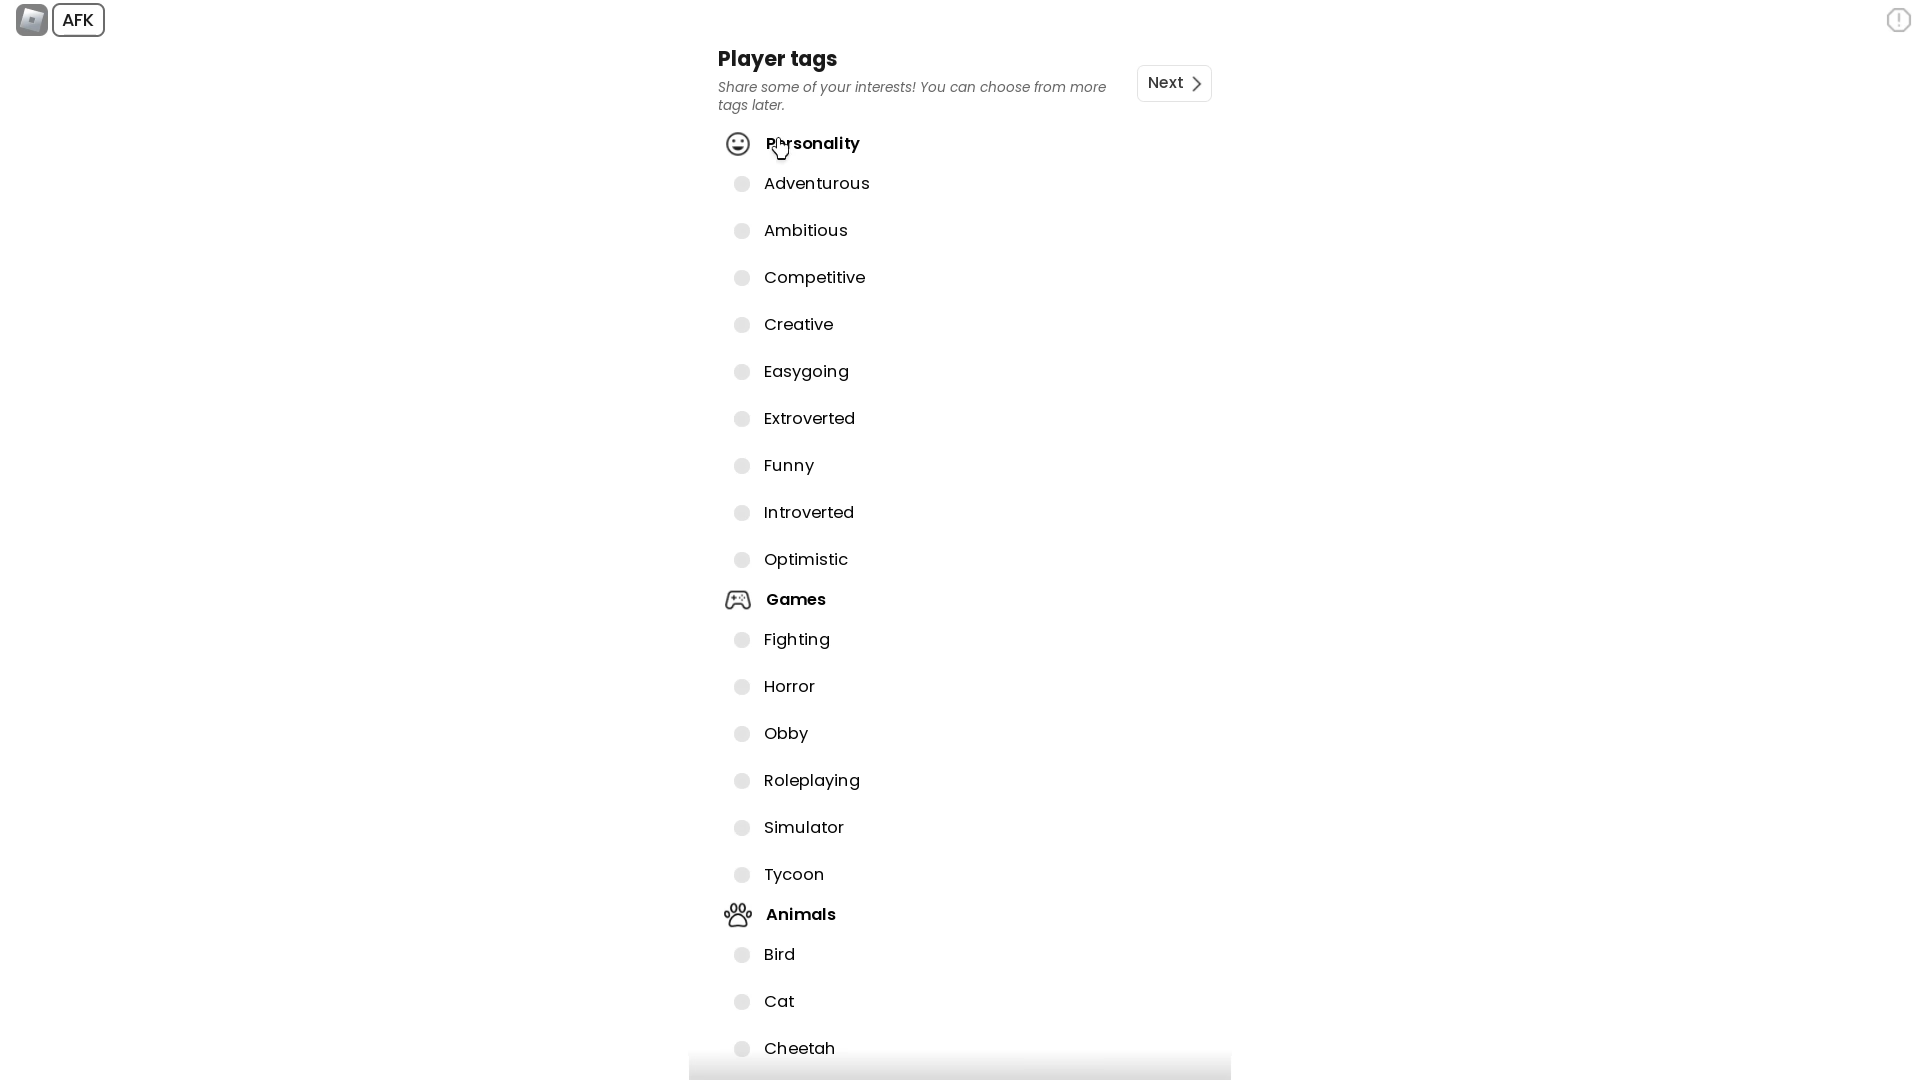 AFK
Player tags
Share some of your interests! You can choose from more
tags later.
Next
Personality
Adventurous
Ambitious
Competitive
Creative
Easygoing
Extroverted
Funny
Introverted
Optimistic
Games
Fighting
Horror
Obby
Roleplaying
Simulator
Tycoon
Animals
Bird
Cat
Cheetah